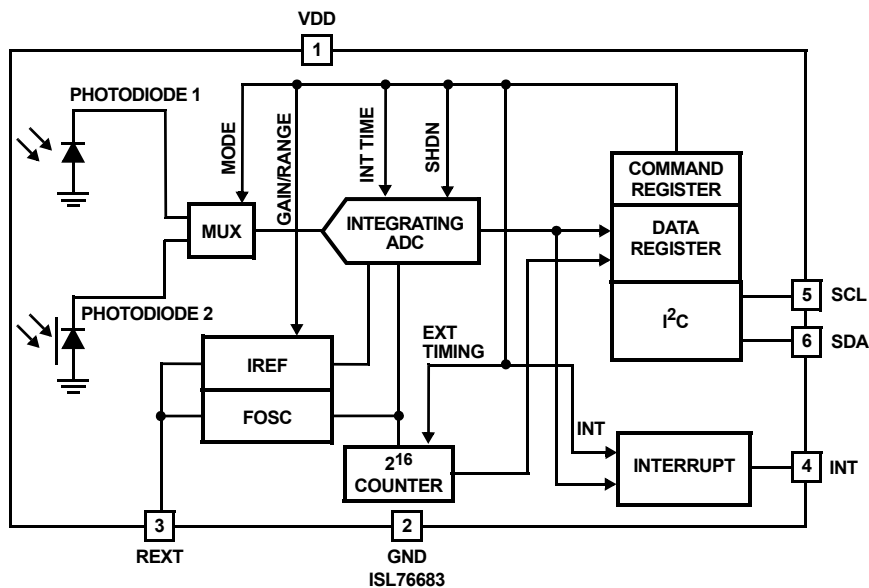 VDD
1
PHOTODIODE 1
MODE
GAIN/RANGE
INT TIME
SHDN
COMMAND
REGISTER
MUX
INTEGRATING
ADC
DATA
REGISTER
PHOTODIODE 2
I²C
5
SCL
6
SDA
EXT
TIMING
IREF
FOSC
INT
2¹⁶
COUNTER
INTERRUPT
4
INT
3
REXT
2
GND
ISL76683